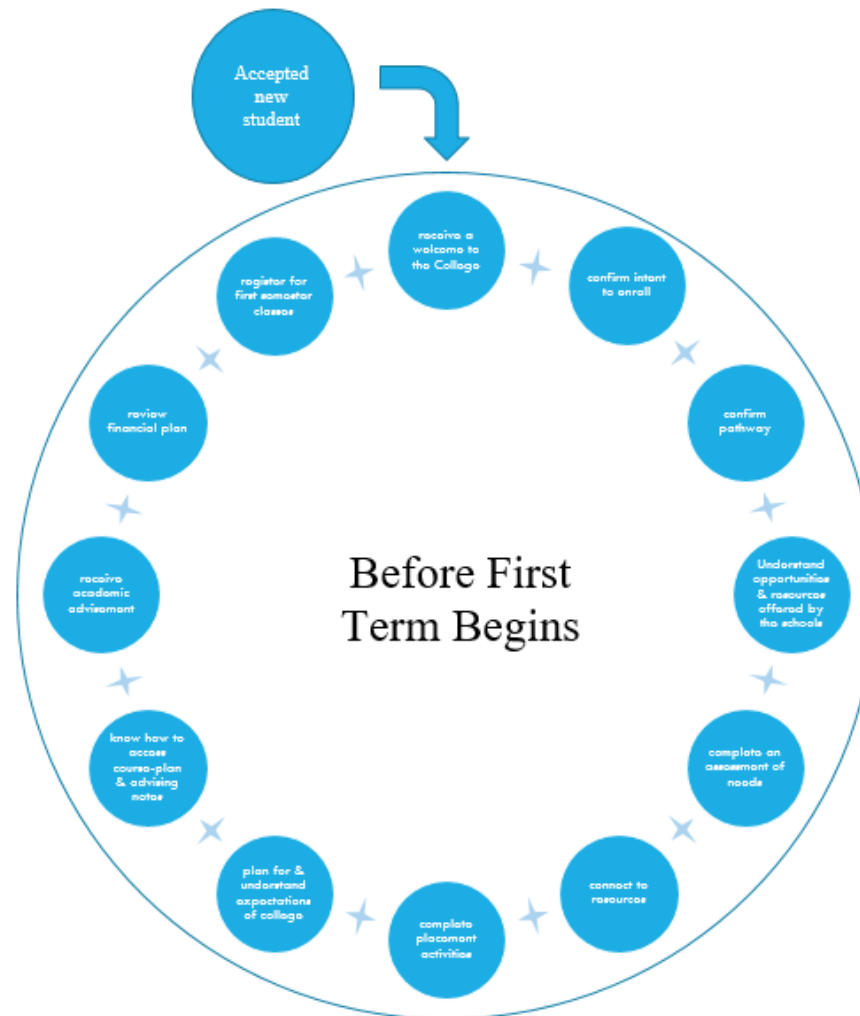 Accepted
new
student
receive a
welcome to
the College
confirm intent
to enroll
confirm
pathway
Understand
opportunities
& resources
offered by
the schools
complete an
assessment of
needs
connect to
resources
complete
placement
activities
plan for &
understand
expectations
of college
know how to
access
course-plan
& advising
notes
receive
academic
advisement
review
financial plan
register for
first semester
classes
Before First
Term Begins